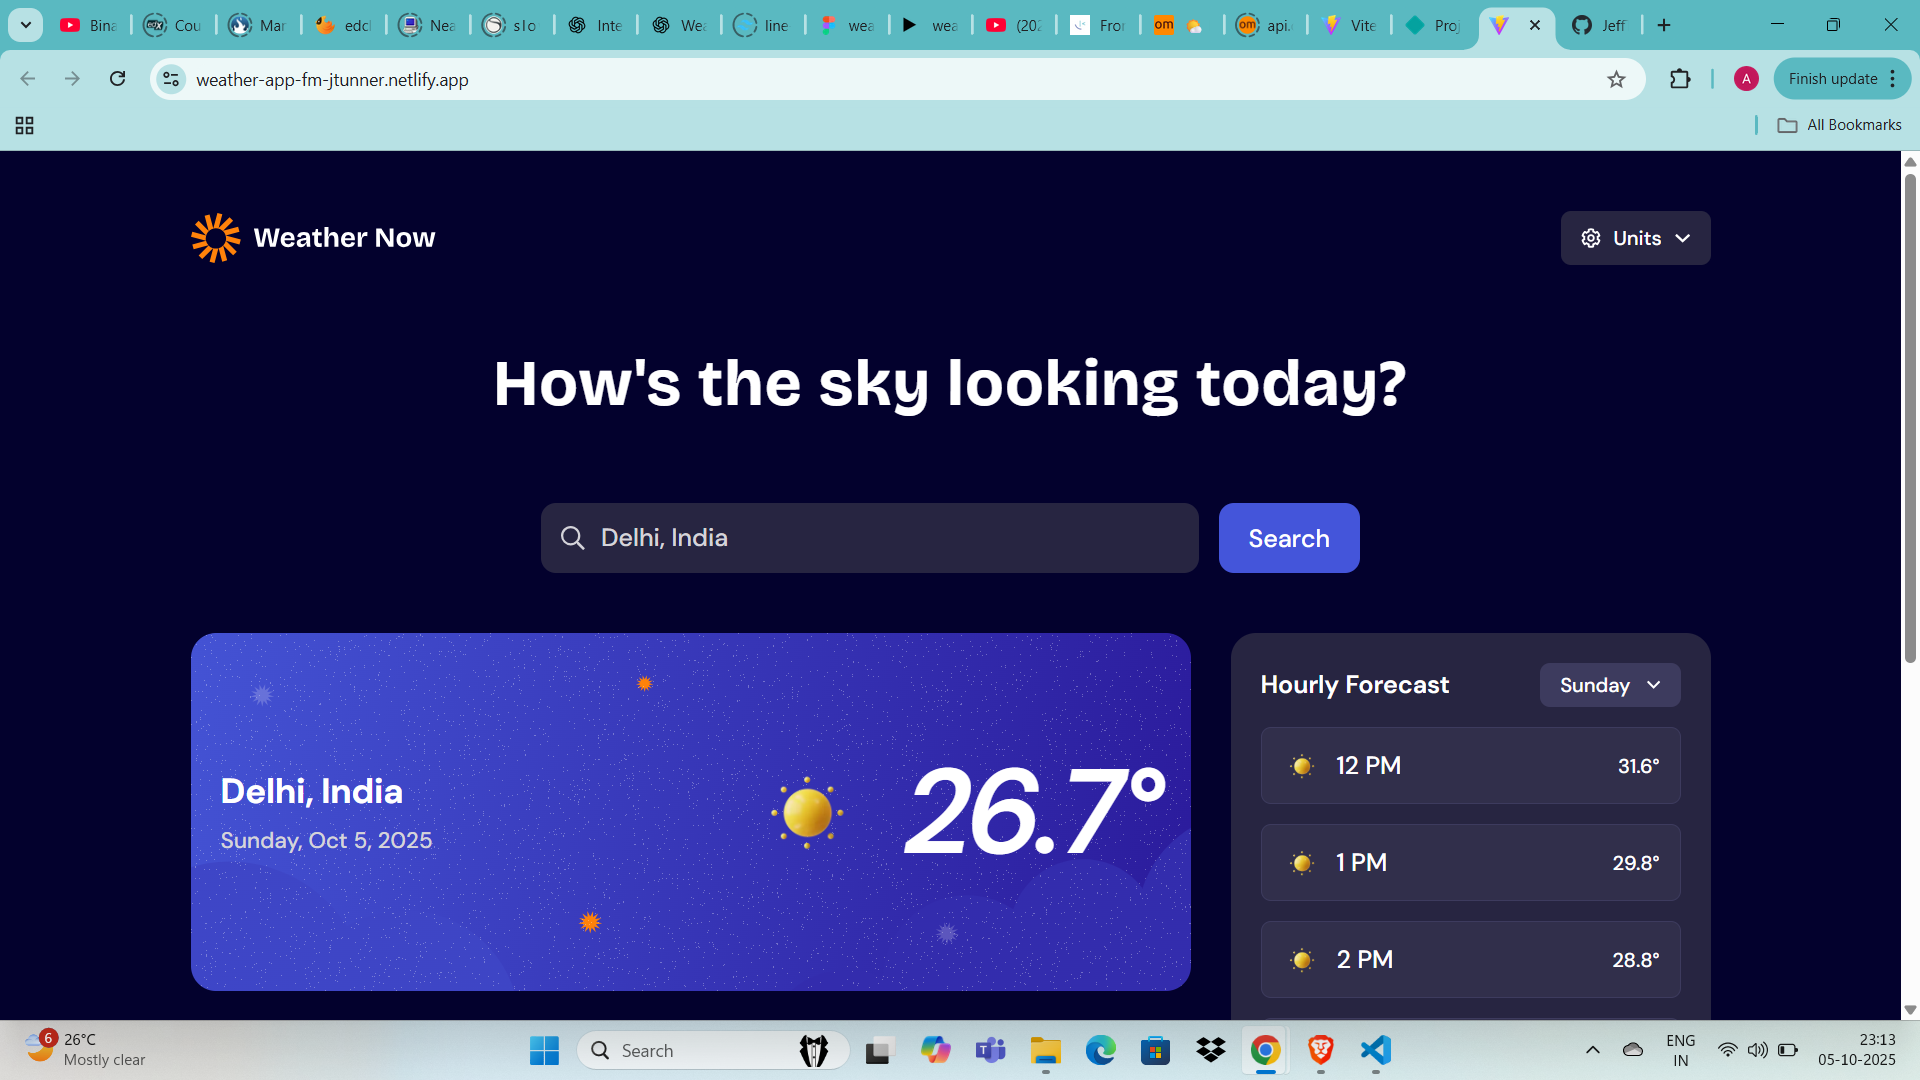 Bina
Cou
Mar
edcl
Nea
slo
Inte
Wea
line
wea
wea
(202
Fror
om
om
api.
Vite
Proj
Jeff
weather-app-fm-jtunner.netlify.app
A
Finish update
All Bookmarks
Weather Now
Units
How's the sky looking today?
Delhi, India
Search
Hourly Forecast
Sunday
12 PM
31.6°
Delhi, India
26.7°
Sunday, Oct 5, 2025
1 PM
29.8°
2 PM
28.8°
6
26°C
Mostly clear
Search
ENG
IN
23:13
05-10-2025